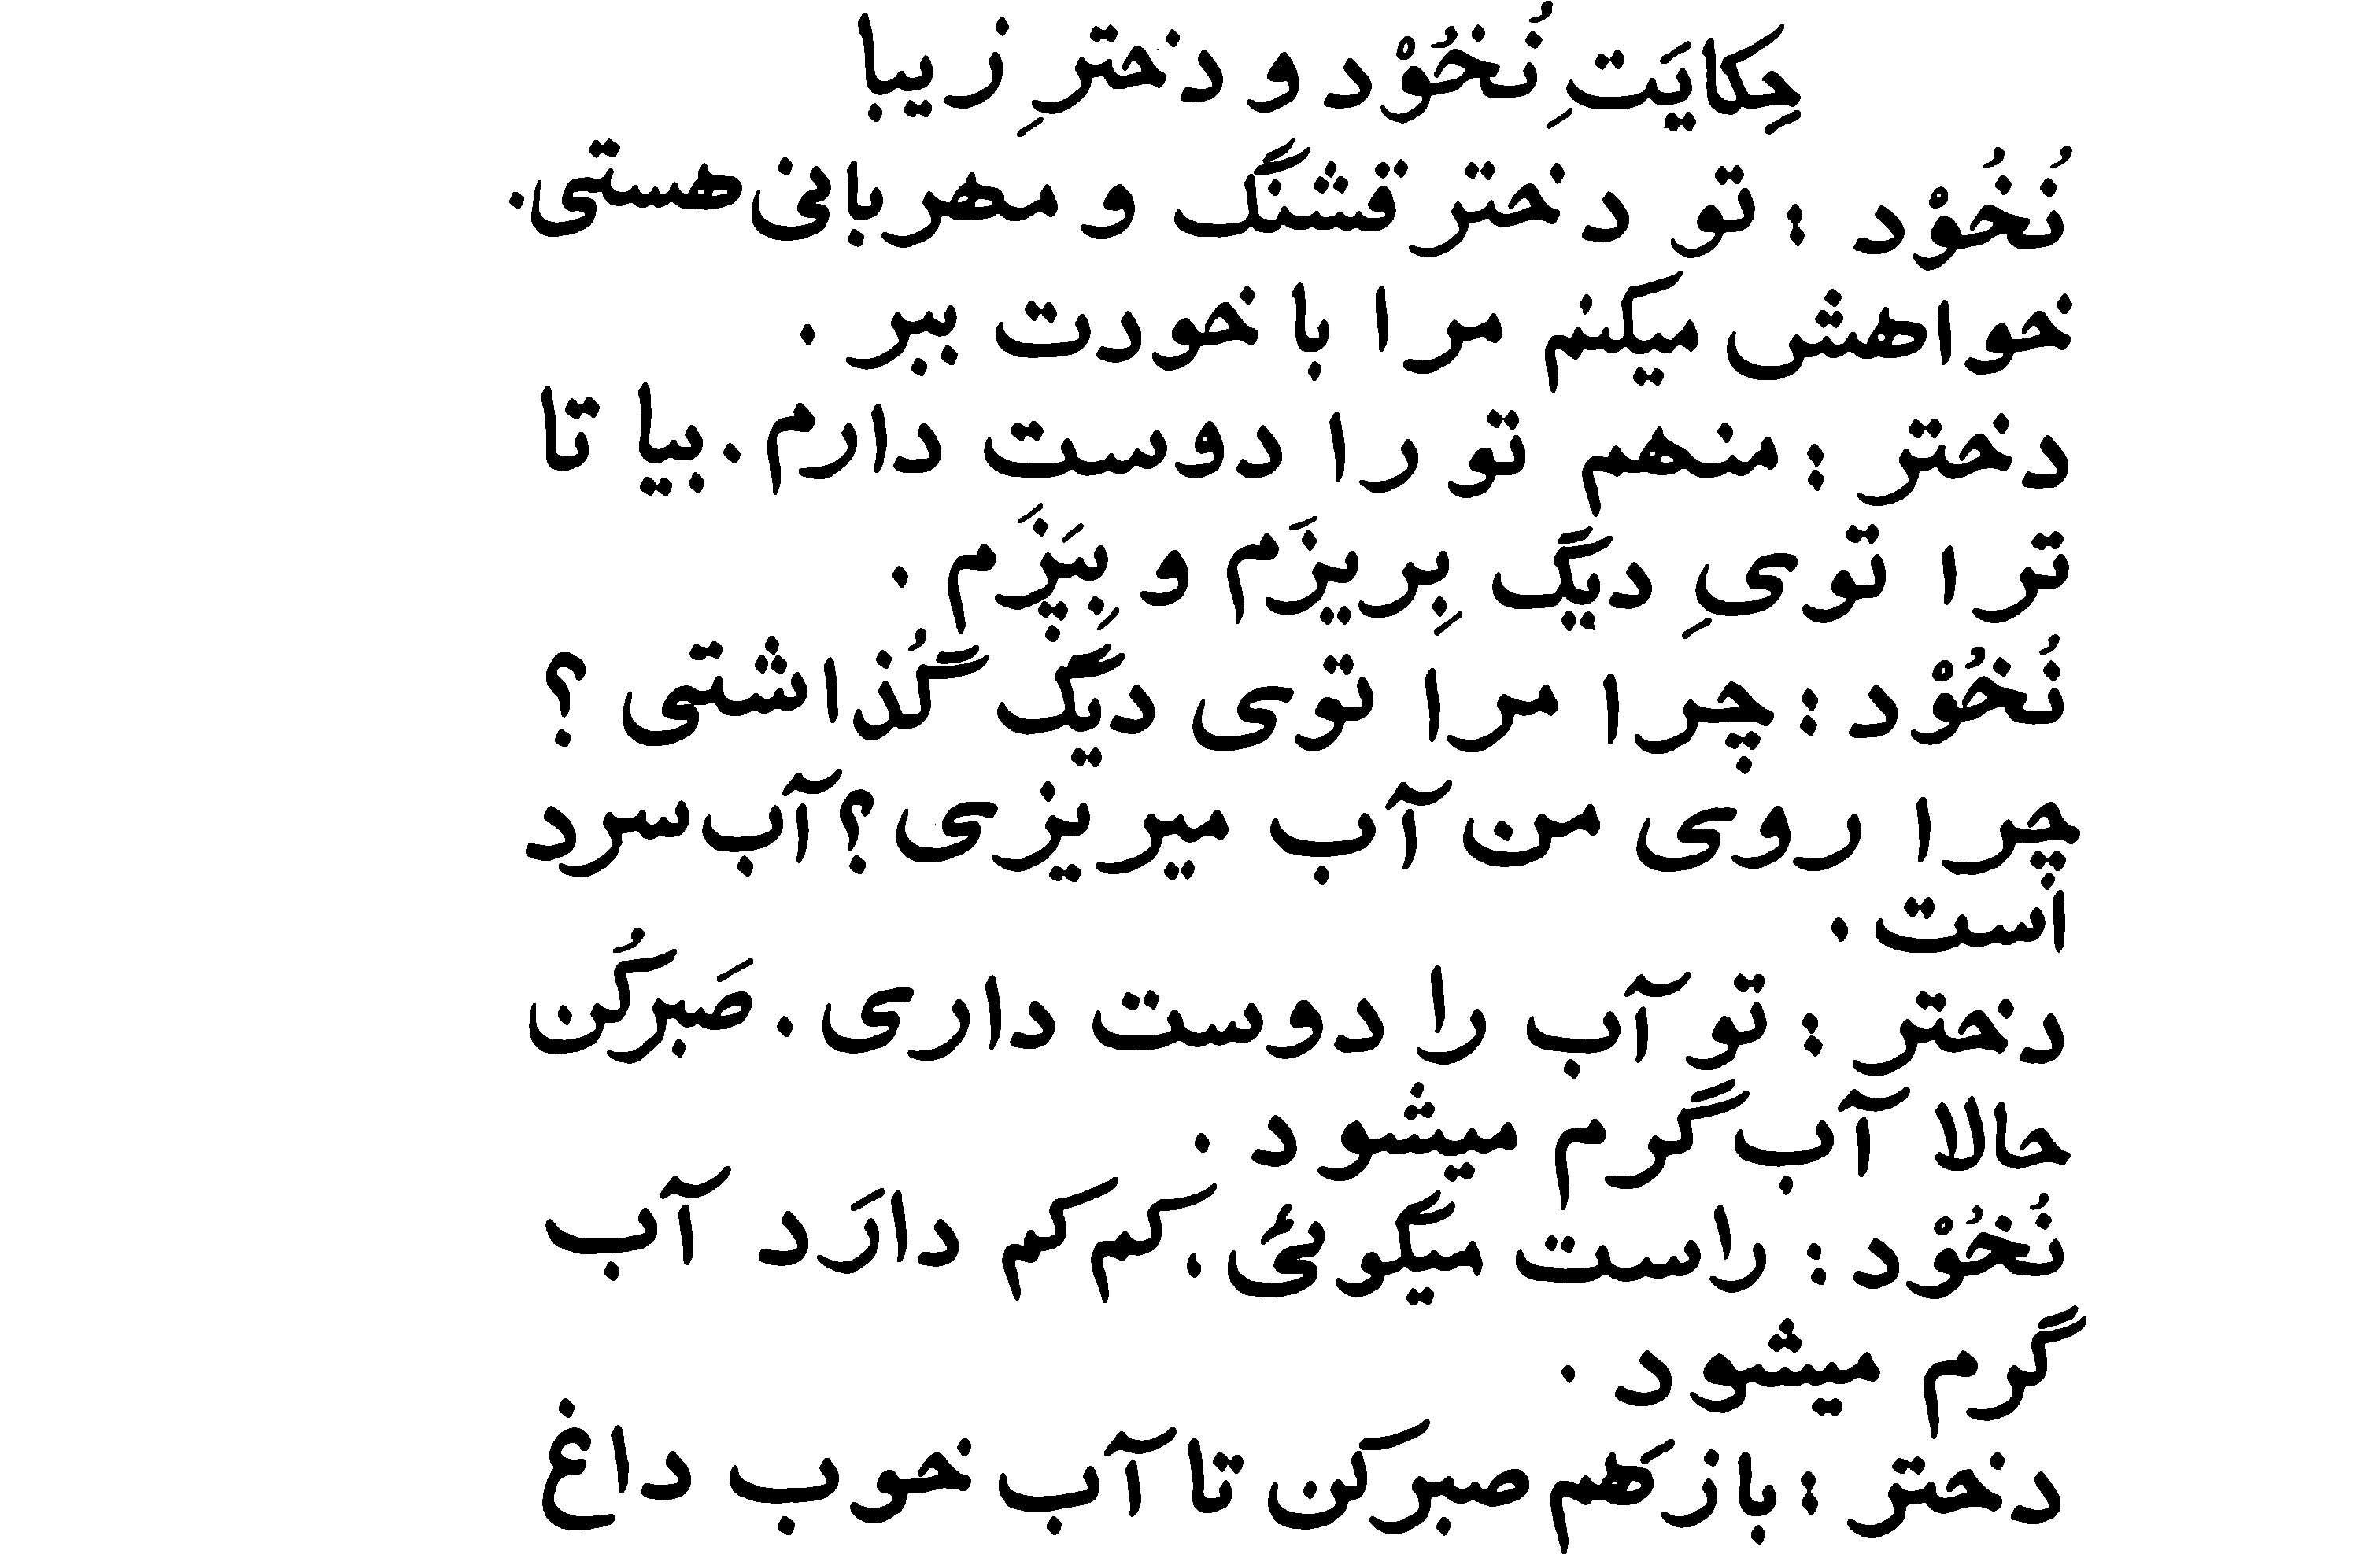 حِکایَتِ نُخُوْد و دخترِ زیبا
نُخُوْد : تو دختر قشنگ و مهربانی هستی .
خواهش میکنم مرا با خودت ببر .
دختر : منهم تو را دوست دارم . بیا تا
ترا تویِ دیگ بِریزَم و بِپَزَم .
نُخُوْد : چرا مرا توی دیگ گُذاشتی ؟
چرا روی من آب میریزی ؟ آب سرد
است .
دختر : تو آب را دوست داری . صَبر کُن
حالا آب گرم میشود .
نُخُوْد : راست میگوئی . کم کم دارَد آب
گرم میشود .
دختر : باز هَم صبر کن تا آب خوب داغ